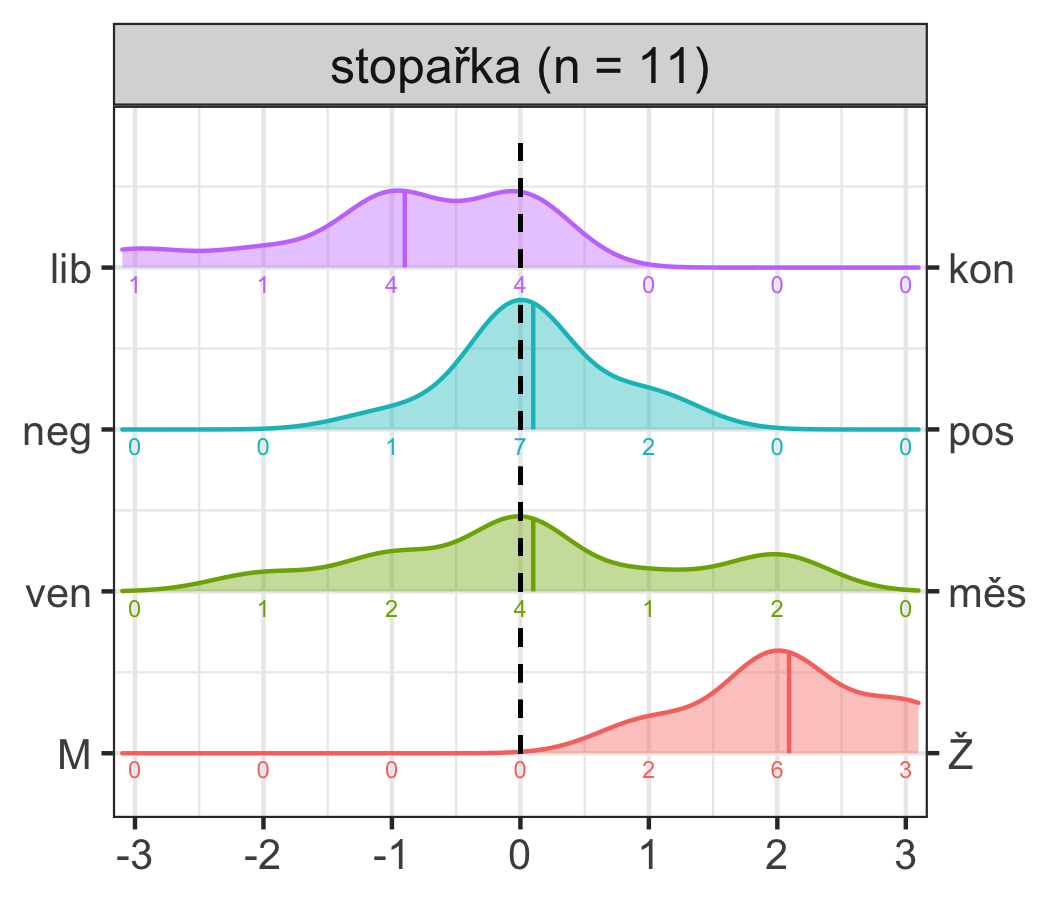 stopařka (n = 11)
lib kon
1 1 4 4 0 0 0
neg pos
0 0 1 7 2 0 0
ven měs
0 1 2 4 1 2 0
M Ž
0 0 0 0 2 6 3
-3 -2 -1 0 1 2 3